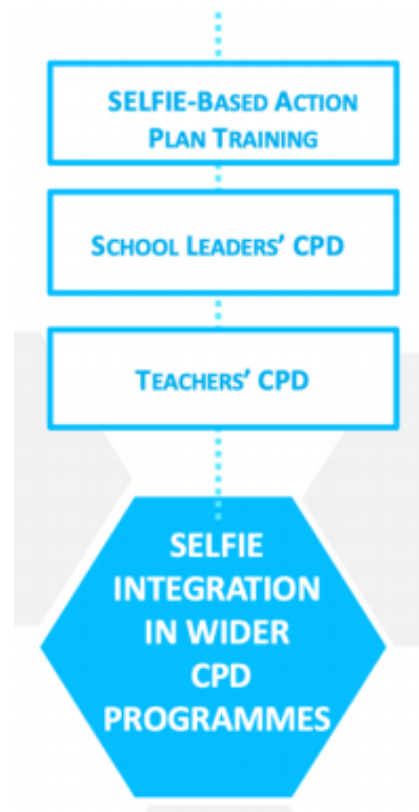 SELFIE-BASED ACTION
PLAN TRAINING
SCHOOL LEADERS' CPD
TEACHERS' CPD
SELFIE
INTEGRATION
IN WIDER
CPD
PROGRAMMES